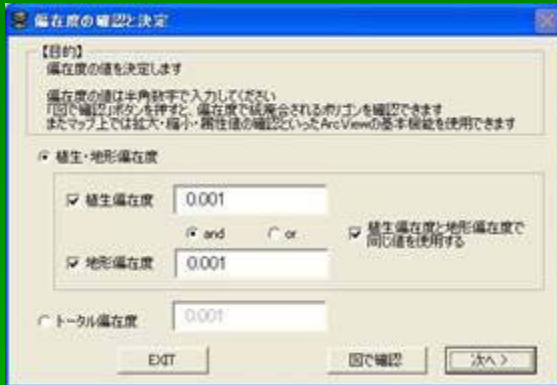 偏在度の確認と決定
【目的】
偏在度の値を決定します
偏在度の値は半角数字で入力してください
「図で確認」ボタンを押すと、偏在度で統廃合されるポリゴンを確認できます
またマップ上では拡大・縮小・属性値の確認といったArcViewの基本機能を使用できます
植生・地形偏在度
植生偏在度 0.001
and or
植生偏在度と地形偏在度で
同じ値を使用する
地形偏在度 0.001
トータル偏在度 0.001
EXIT 図で確認 次へ >